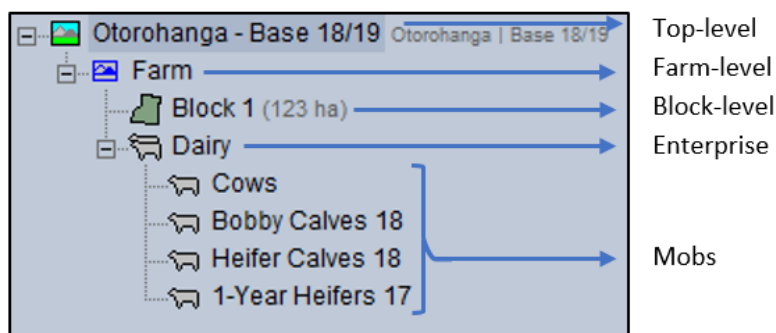 Otorohanga - Base 18/19 Otorohanga | Base 18/19 Top-level
Farm Farm-level
Block 1 (123 ha) Block-level
Dairy Enterprise
Cows
Bobby Calves 18
Heifer Calves 18 Mobs
1-Year Heifers 17